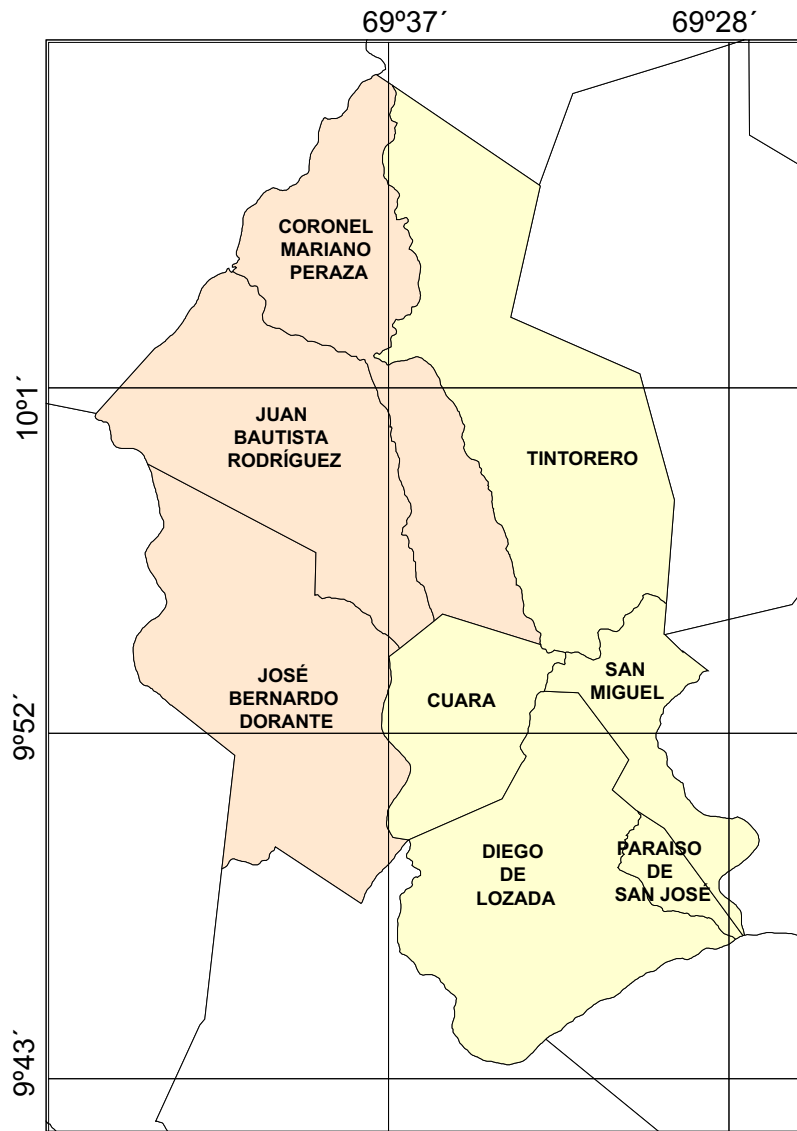 69º37´
69º28´
CORONEL
MARIANO
PERAZA
10º1´
JUAN
BAUTISTA
RODRÍGUEZ
TINTORERO
JOSÉ
BERNARDO
DORANTE
CUARA
SAN
MIGUEL
9º52´
DIEGO
DE
LOZADA
PARAISO
DE
SAN JOSÉ
9º43´